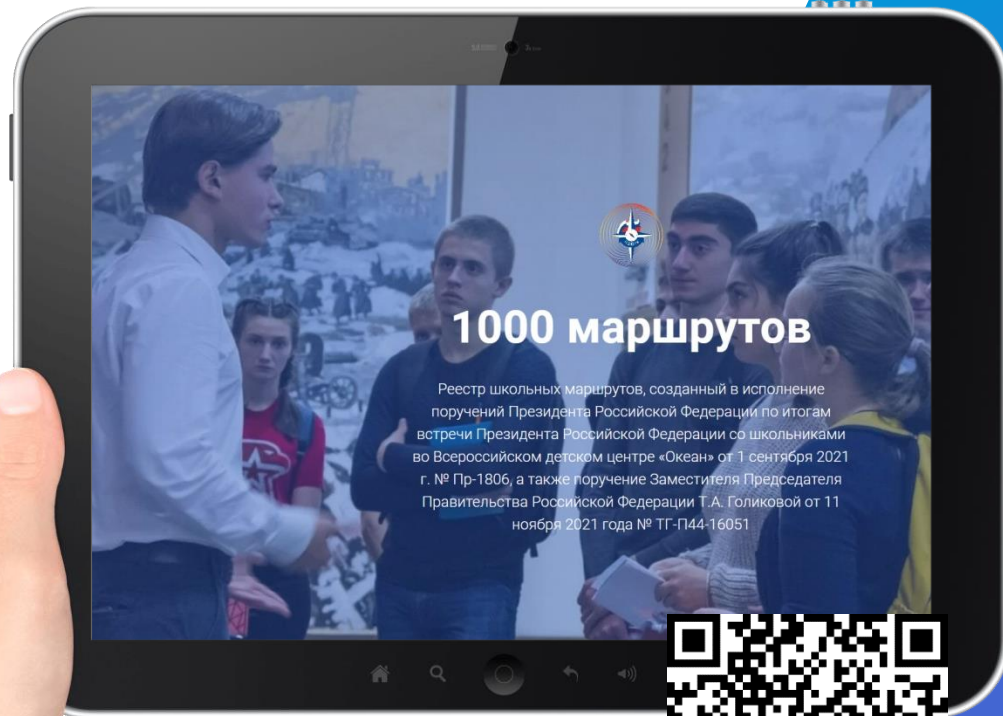 1000 маршрутов
Реестр школьных маршрутов, созданный в исполнение
поручений Президента Российской Федерации по итогам
встречи Президента Российской Федерации со школьниками
во Всероссийском детском центре «Океан» от 1 сентября 2021
г. № Пр-1806, а также поручение Заместителя Председателя
Правительства Российской Федерации Т.А. Голиковой от 11
ноября 2021 года № ТГ-П44-16051